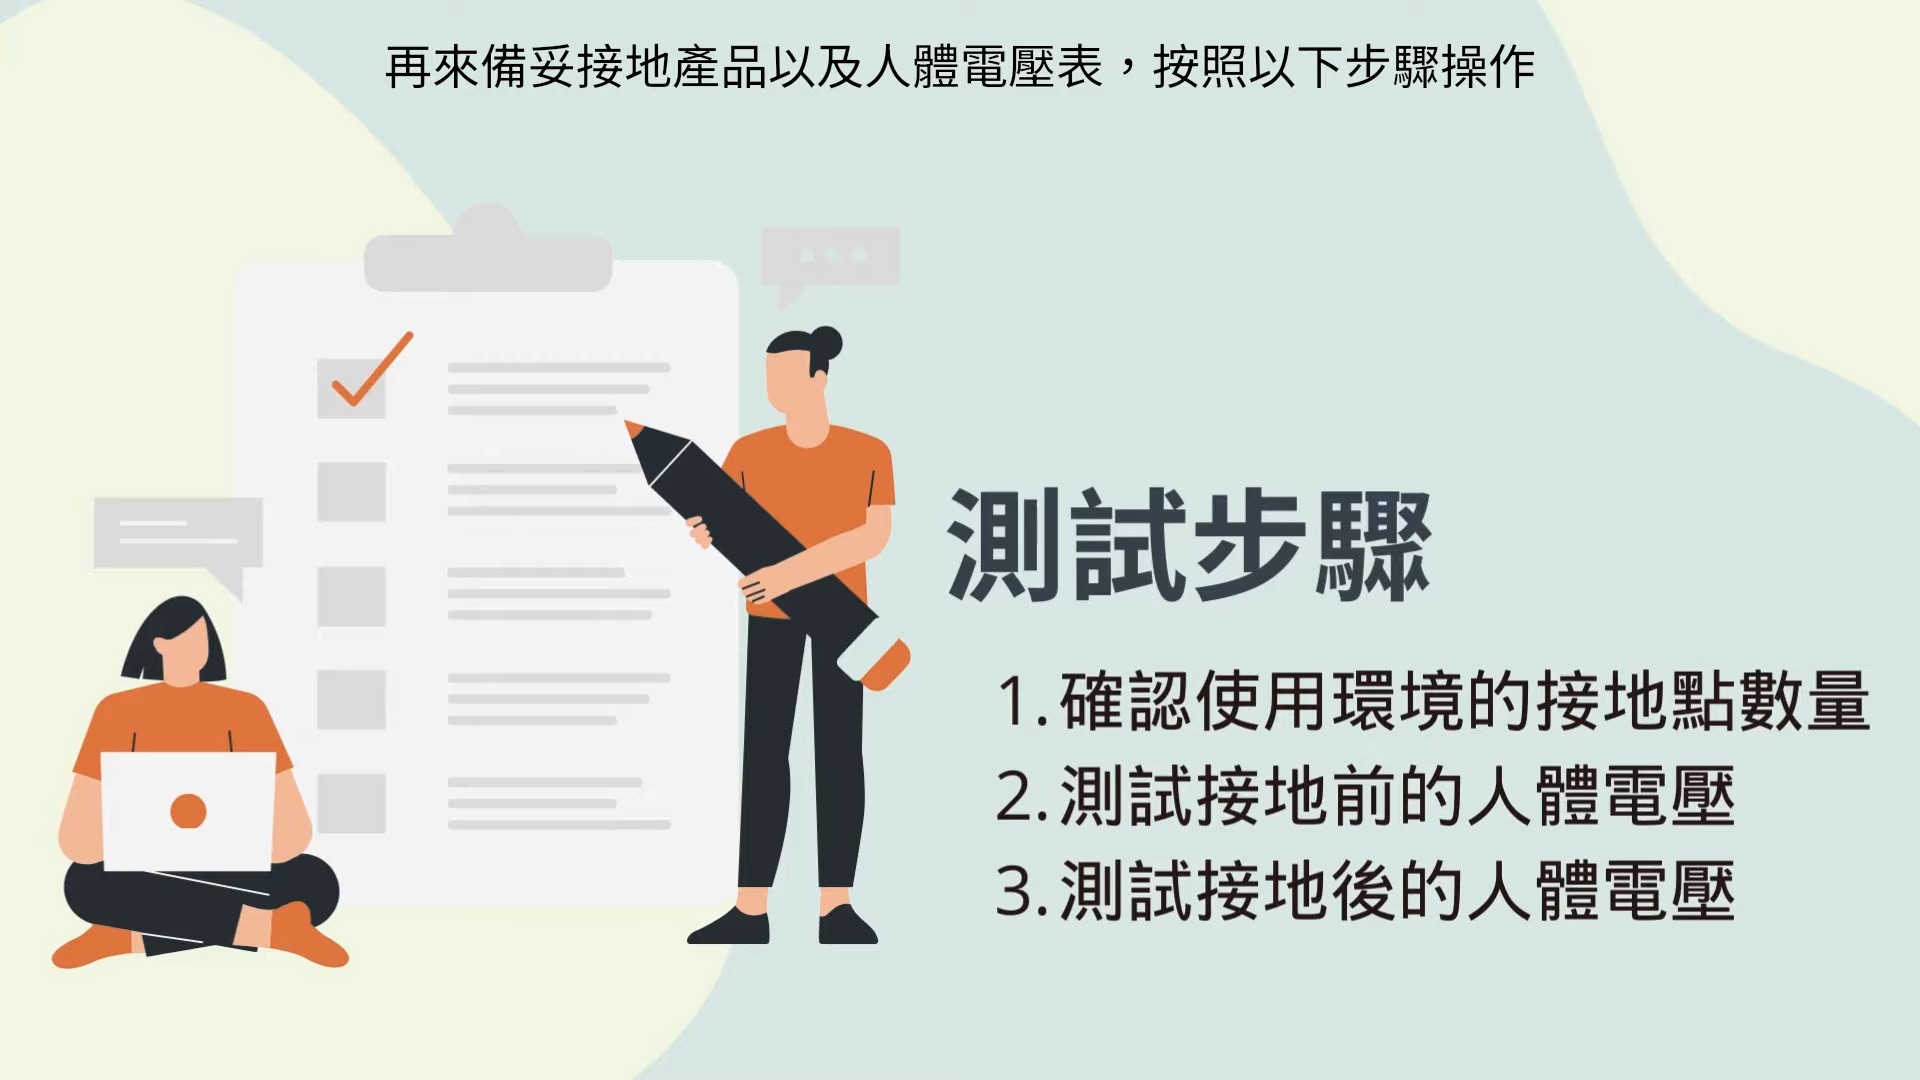 再來備妥接地產品以及人體電壓表，按照以下步驟操作
測試步驟
1.確認使用環境的接地點數量
2.測試接地前的人體電壓
3.測試接地後的人體電壓